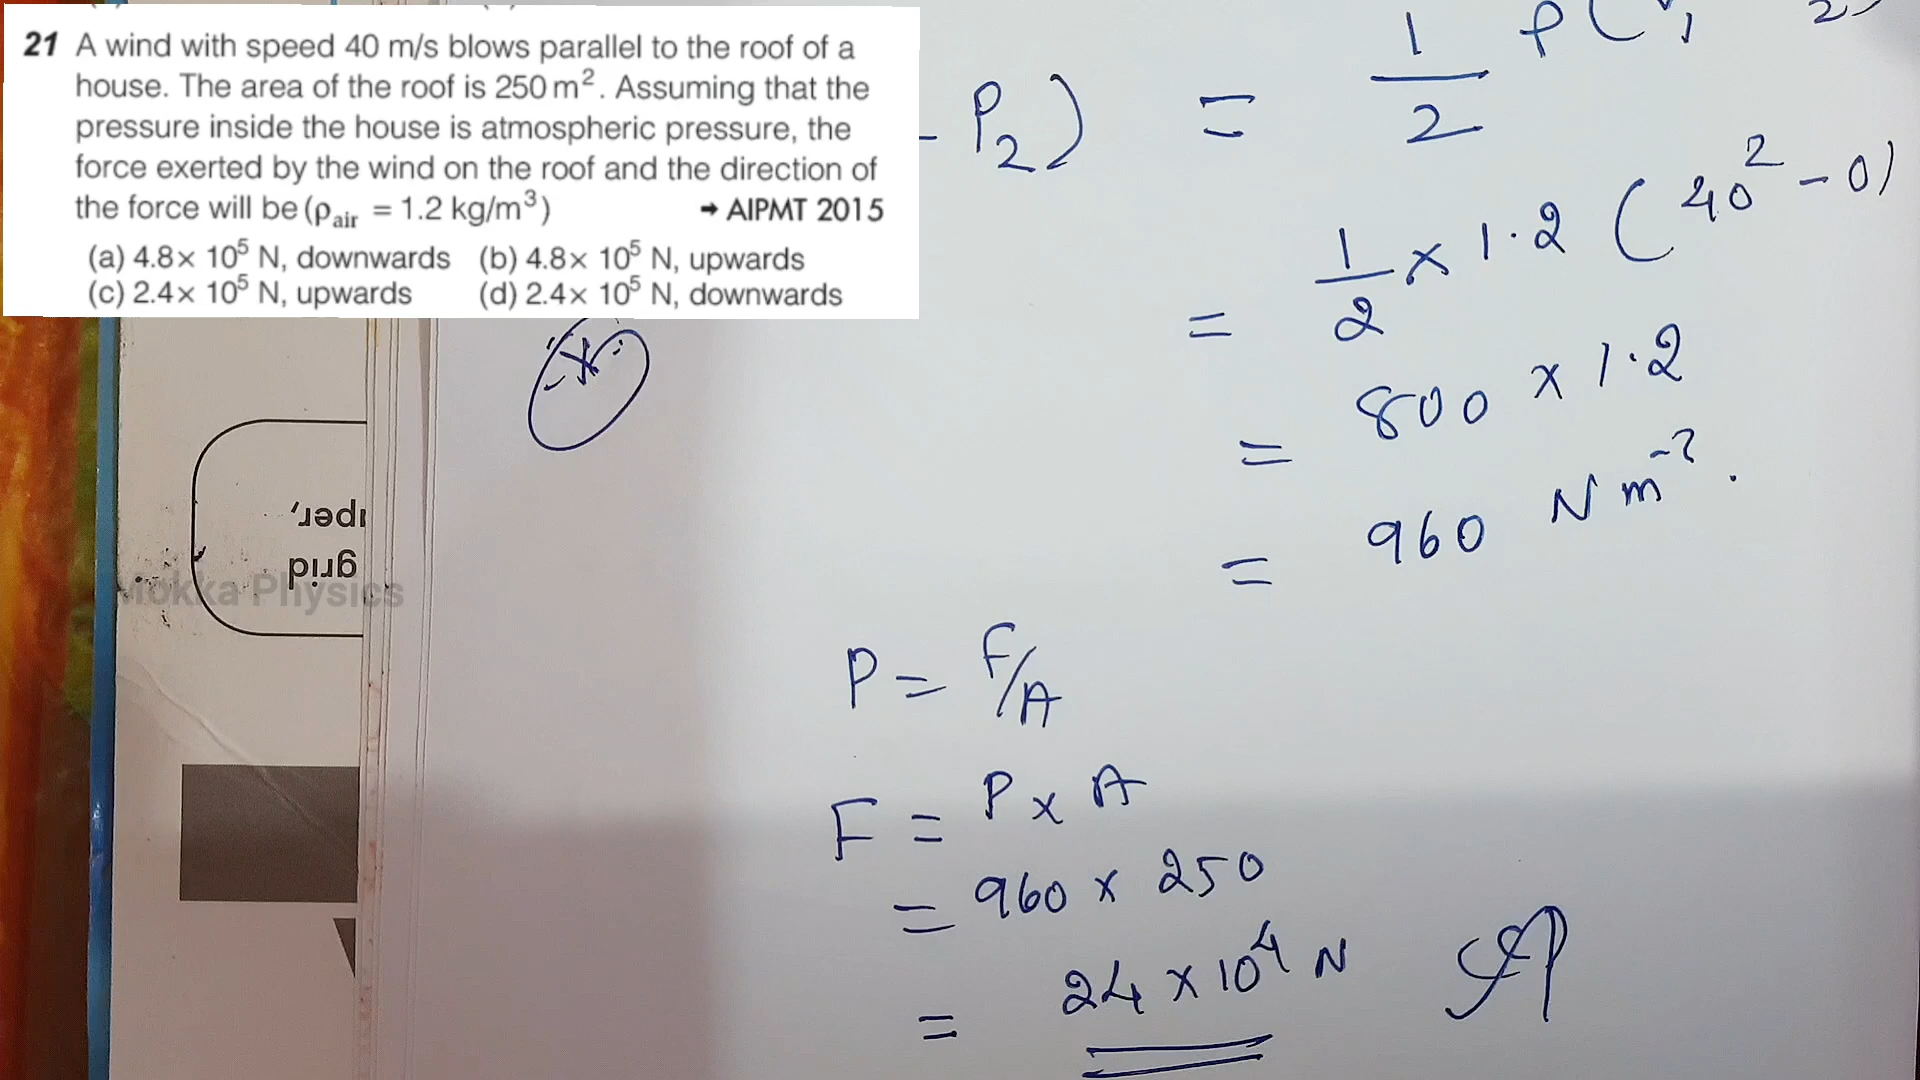 21 A wind with speed 40 m/s blows parallel to the roof of a
house. The area of the roof is 250 m². Assuming that the
pressure inside the house is atmospheric pressure, the
force exerted by the wind on the roof and the direction of
the force will be (ρair = 1.2 kg/m³) → AIPMT 2015
(a) 4.8× 10⁵ N, downwards (b) 4.8× 10⁵ N, upwards
(c) 2.4× 10⁵ N, upwards (d) 2.4× 10⁵ N, downwards
- P₂) = 1/2 ρ(
= 1/2 × 1.2 (40² - 0)
= 800 × 1.2
= 960 N m⁻².
P = F/A
F = P × A
= 960 × 250
= 24 × 10⁴ N
grid
Mokka Physics